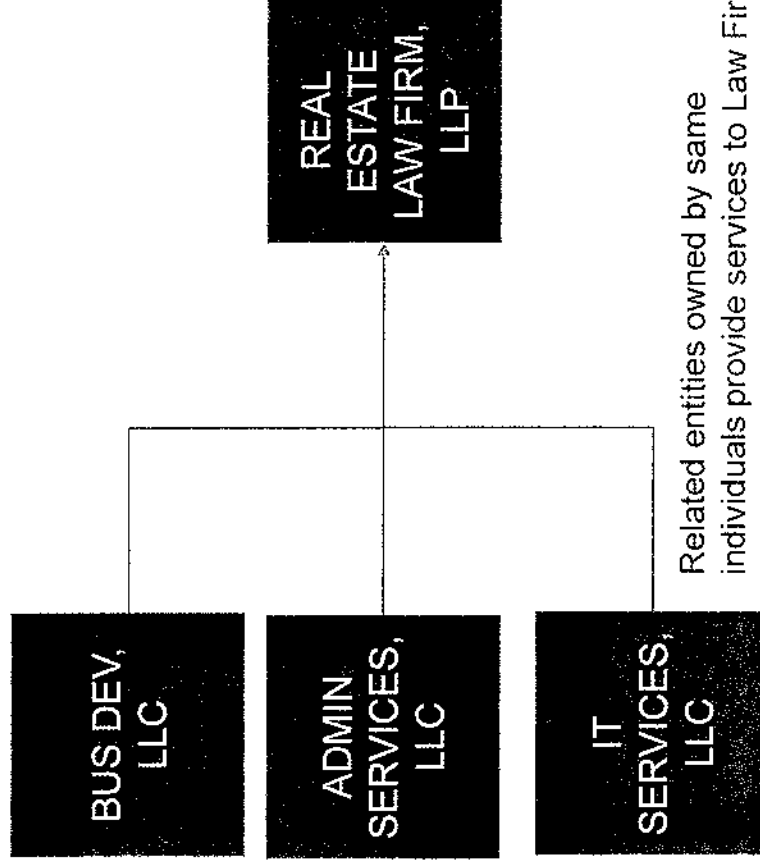 BUS DEV,
LLC
ADMIN
SERVICES,
LLC
IT
SERVICES,
LLC
REAL
ESTATE
LAW FIRM,
LLP
Related entities owned by same
individuals provide services to Law